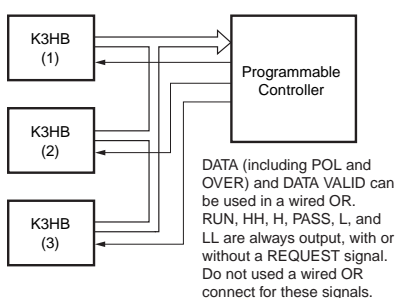 K3HB
(1)
K3HB
(2)
K3HB
(3)
Programmable
Controller
DATA (including POL and
OVER) and DATA VALID can
be used in a wired OR.
RUN, HH, H, PASS, L, and
LL are always output, with or
without a REQUEST signal.
Do not used a wired OR
connect for these signals.